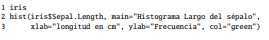 1 iris
2 hist(iris$Sepal.Length, main="Histograma Largo del sépalo",
3 xlab="longitud en cm", ylab="Frecuencia", col="green")